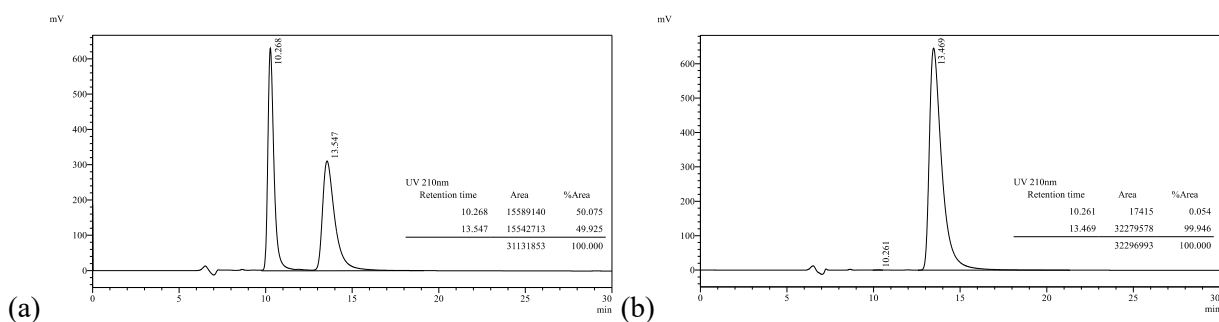 mV
600
500
400
300
200
100
0
10.268
13.547
UV 210nm
Retention time Area %Area
10.268 15589140 50.075
13.547 15542713 49.925
31131853 100.000
0 5 10 15 20 25 30
min
(a)
mV
600
500
400
300
200
100
0
10.261
13.469
UV 210nm
Retention time Area %Area
10.261 17415 0.054
13.469 32279578 99.946
32296993 100.000
0 5 10 15 20 25 30
min
(b)